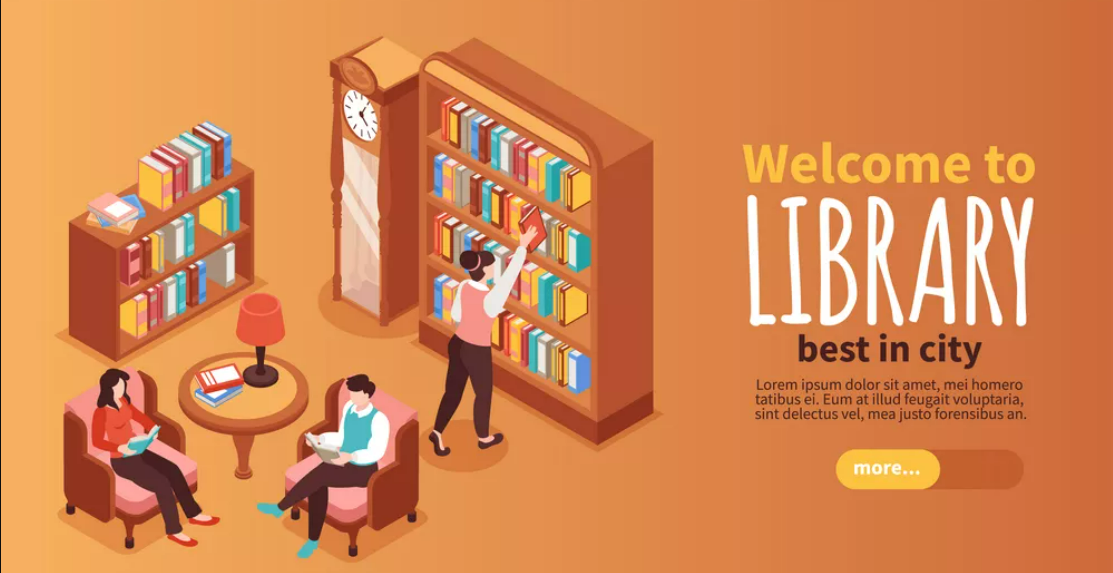 Welcome to
LIBRARY
best in city
Lorem ipsum dolor sit amet, mei homero
tatibus ei. Eum at illud feugait voluptaria,
sint delectus vel, mea justo forensibus an.
more...